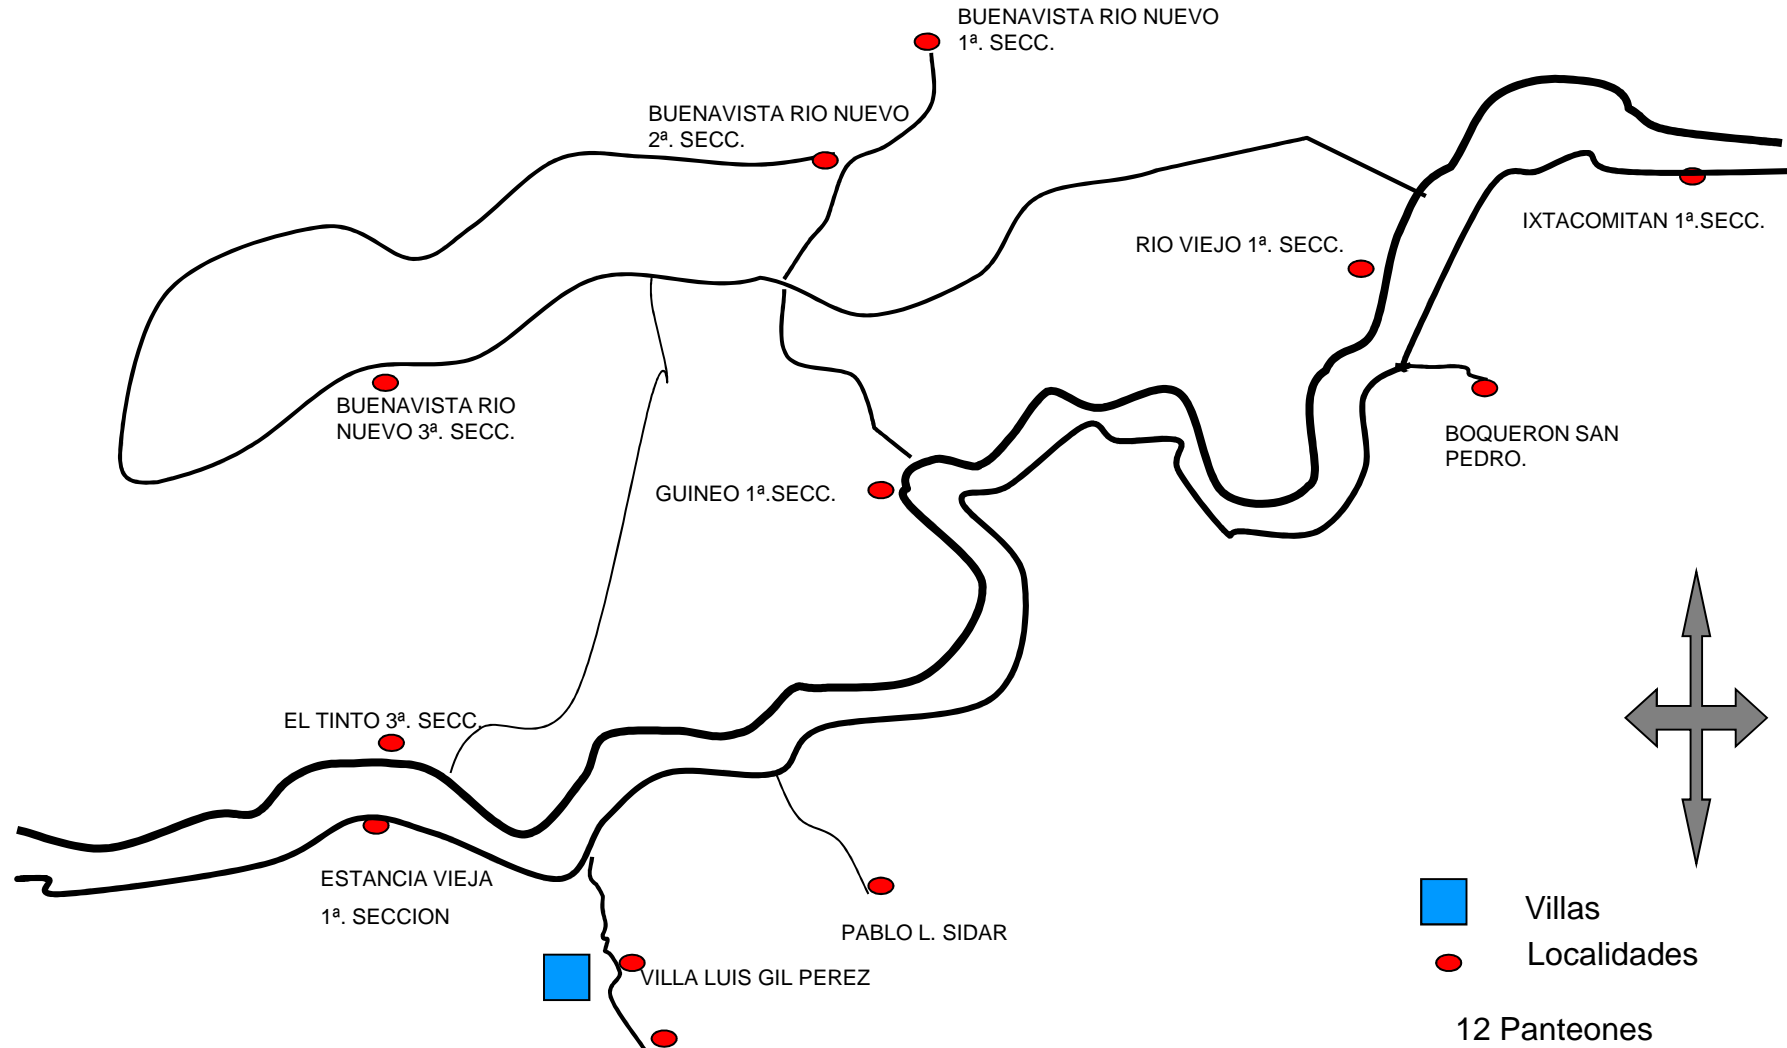 BUENAVISTA RIO NUEVO
1ª. SECC.
BUENAVISTA RIO NUEVO
2ª. SECC.
IXTACOMITAN 1ª.SECC.
RIO VIEJO 1ª. SECC.
BUENAVISTA RIO
NUEVO 3ª. SECC.
BOQUERON SAN
PEDRO.
GUINEO 1ª.SECC.
EL TINTO 3ª. SECC.
ESTANCIA VIEJA
1ª. SECCION
PABLO L. SIDAR
VILLA LUIS GIL PEREZ
Villas
Localidades
12 Panteones